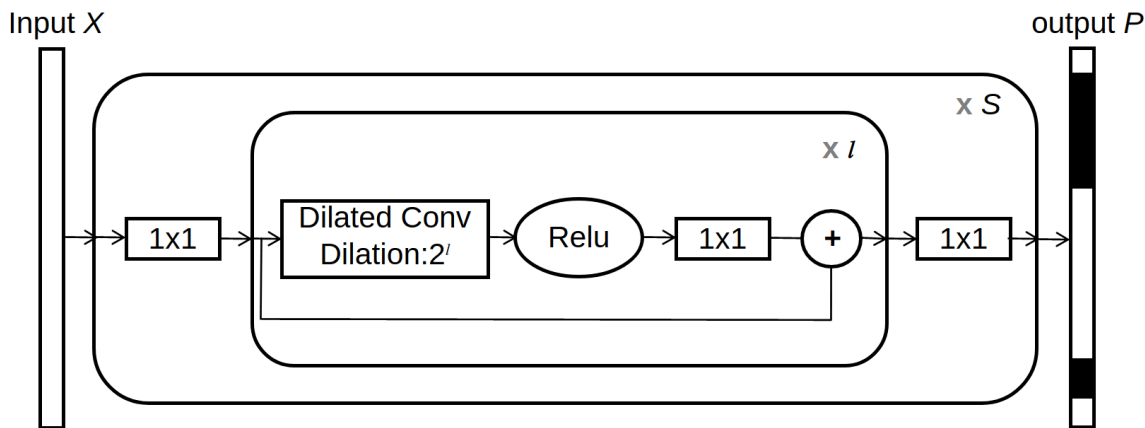 Input X
output P
x S
x l
1x1
Dilated Conv
Dilation:2^l
Relu
1x1
+
1x1